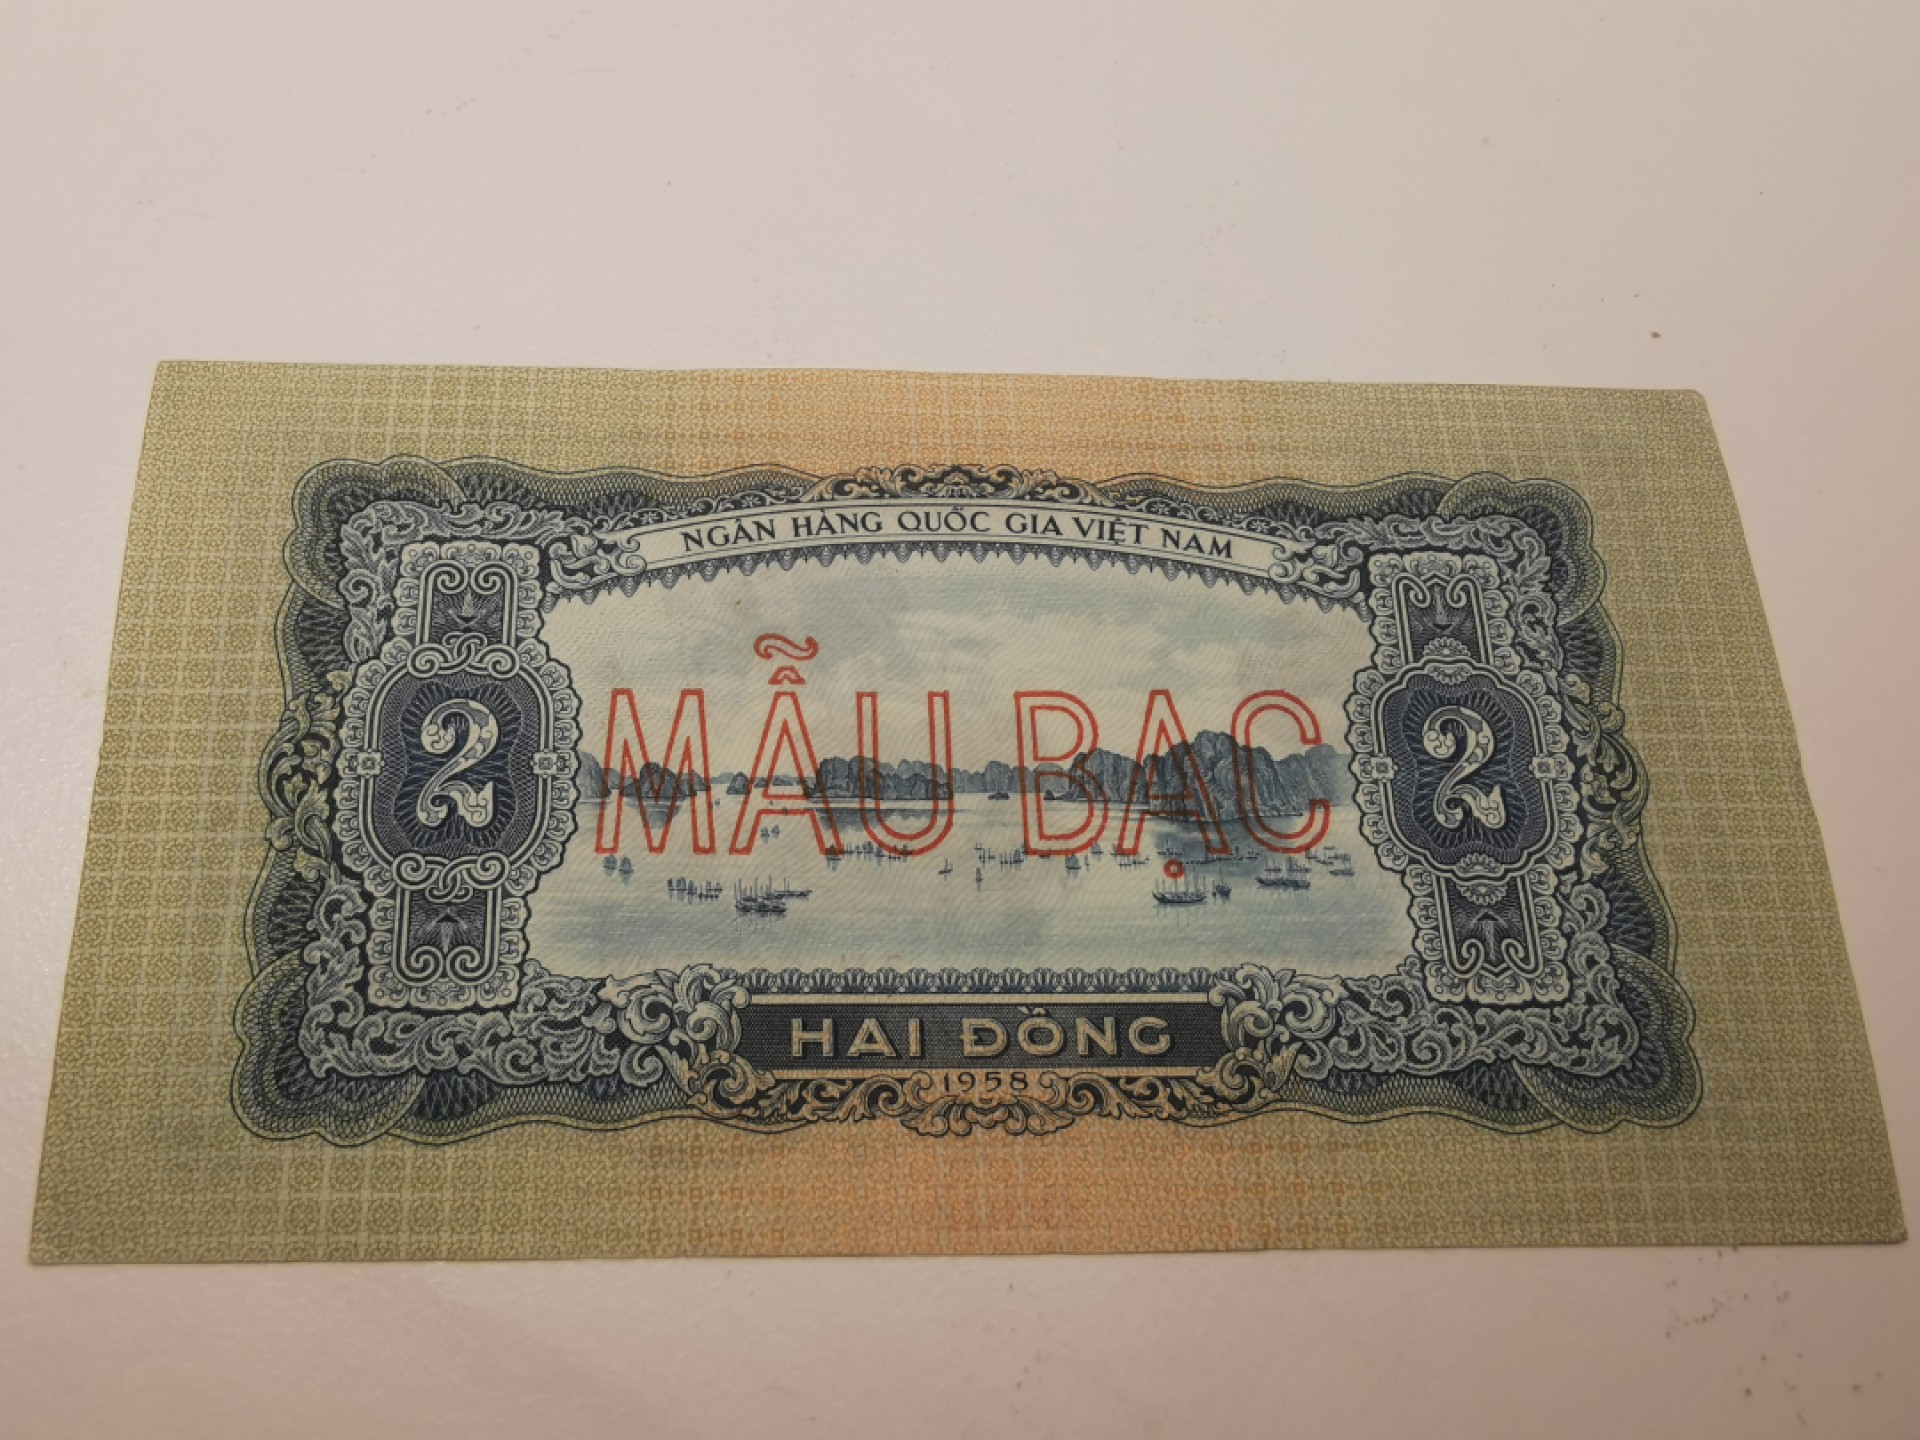 NGÂN HÀNG QUỐC GIA VIỆT NAM
2
2
MẪU BẠC
HAI ĐỒNG
1958